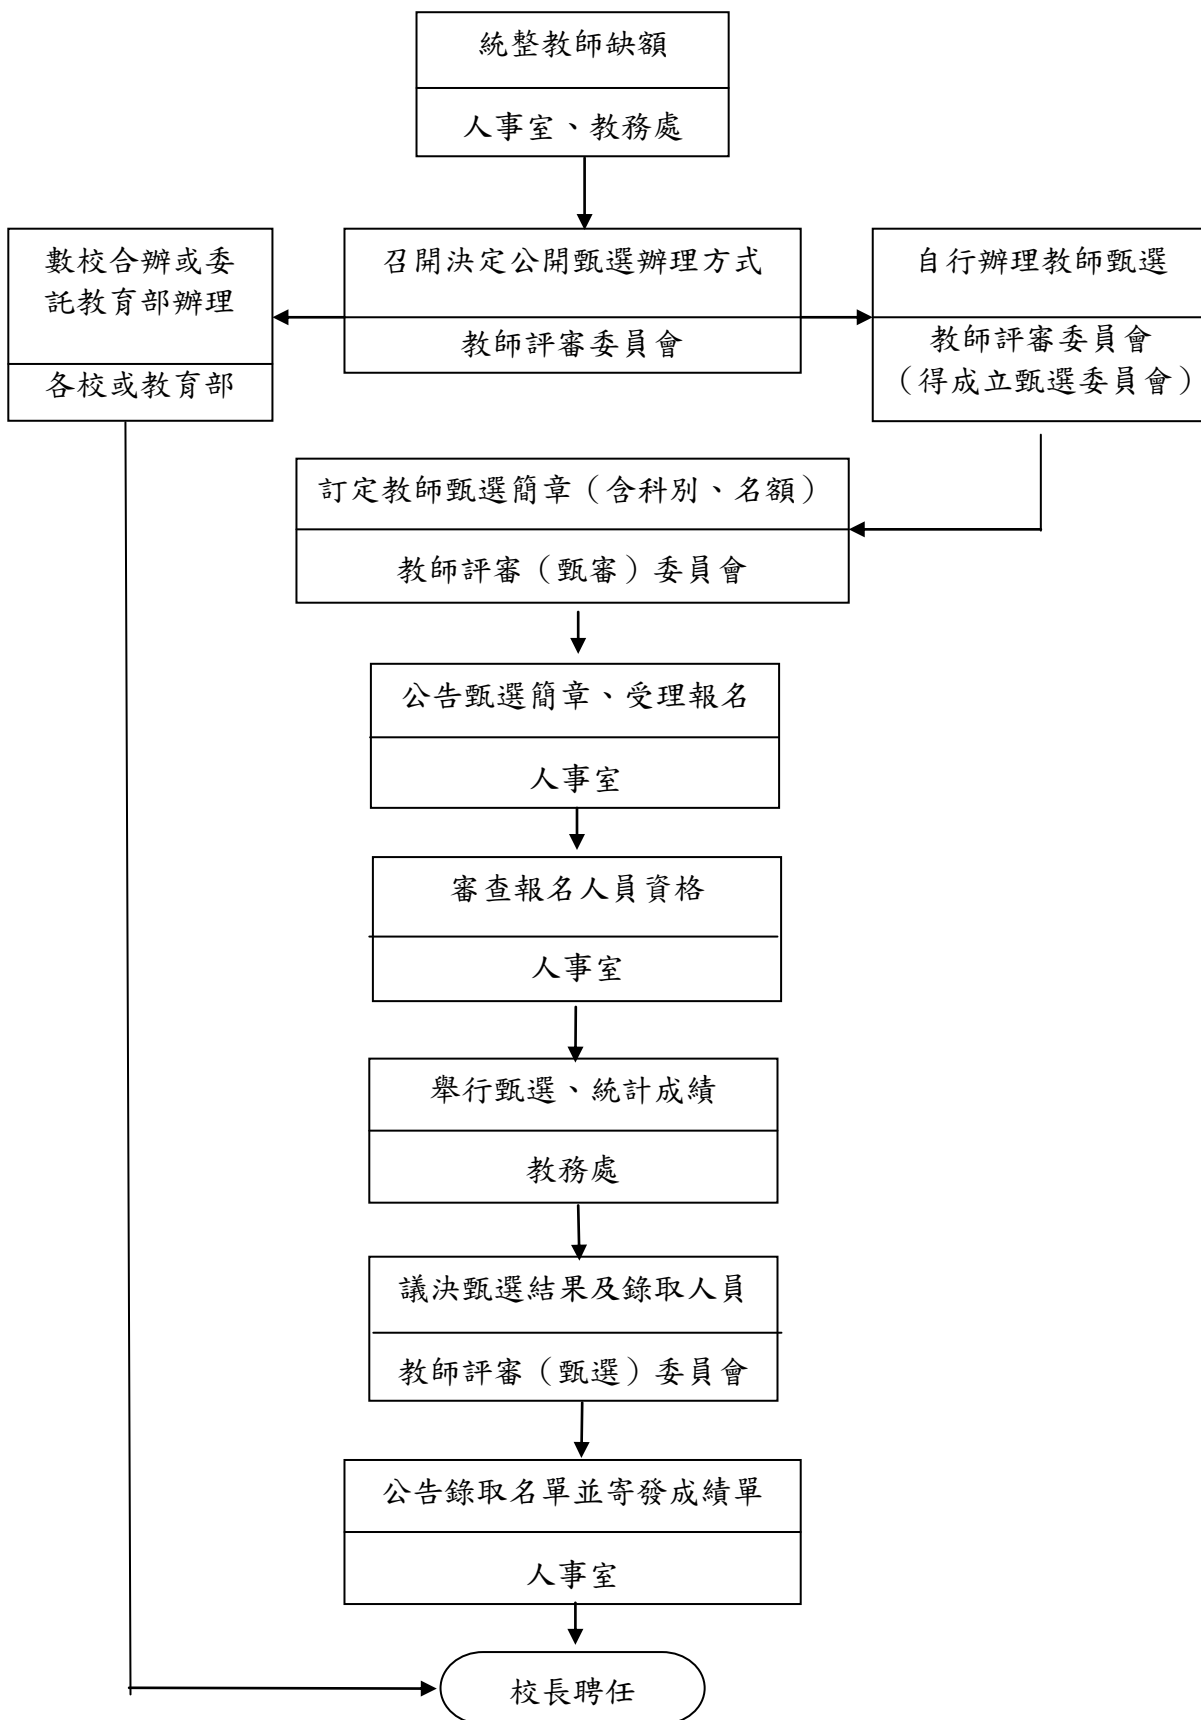 統整教師缺額
人事室、教務處
數校合辦或委
託教育部辦理
各校或教育部
召開決定公開甄選辦理方式
教師評審委員會
自行辦理教師甄選
教師評審委員會
（得成立甄選委員會）
訂定教師甄選簡章（含科別、名額）
教師評審（甄審）委員會
公告甄選簡章、受理報名
人事室
審查報名人員資格
人事室
舉行甄選、統計成績
教務處
議決甄選結果及錄取人員
教師評審（甄選）委員會
公告錄取名單並寄發成績單
人事室
校長聘任